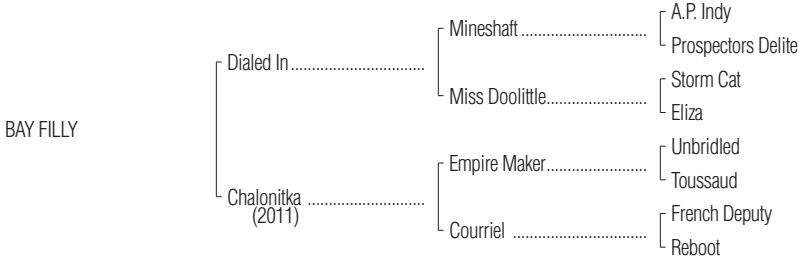 A.P. Indy
Mineshaft ..............................
Prospectors Delite
Dialed In................................
Storm Cat
Miss Doolittle........................
Eliza
BAY FILLY
Unbridled
Empire Maker........................
Toussaud
Chalonitka ............................
(2011)
French Deputy
Courriel ................................
Reboot